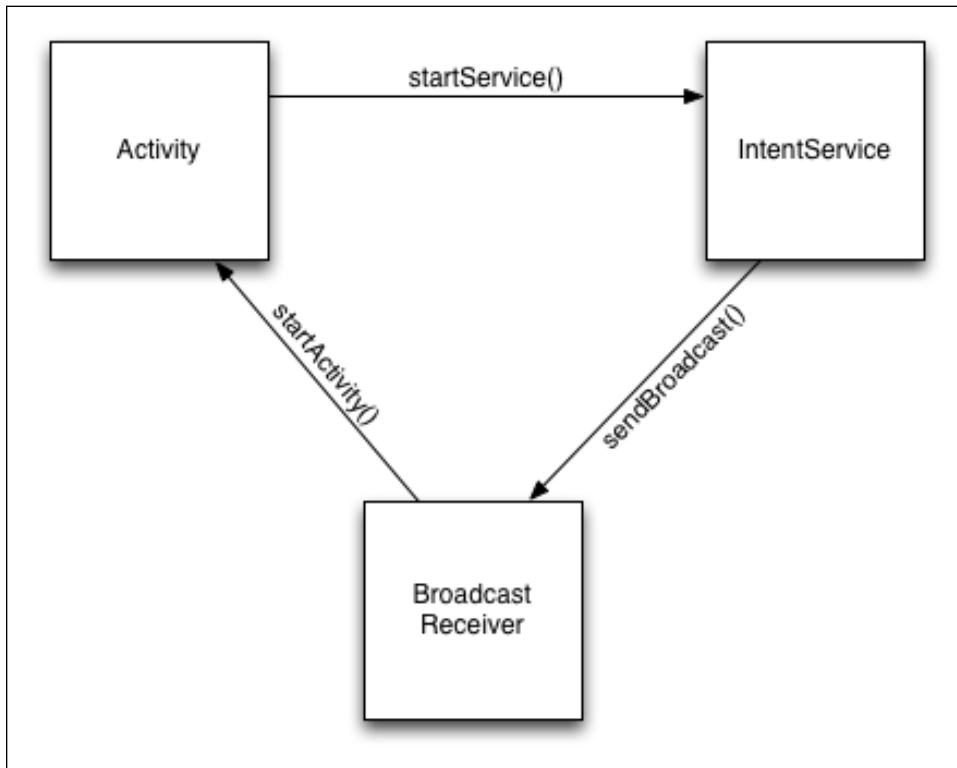 startService()
Activity
IntentService
startActivity()
sendBroadcast()
Broadcast
Receiver